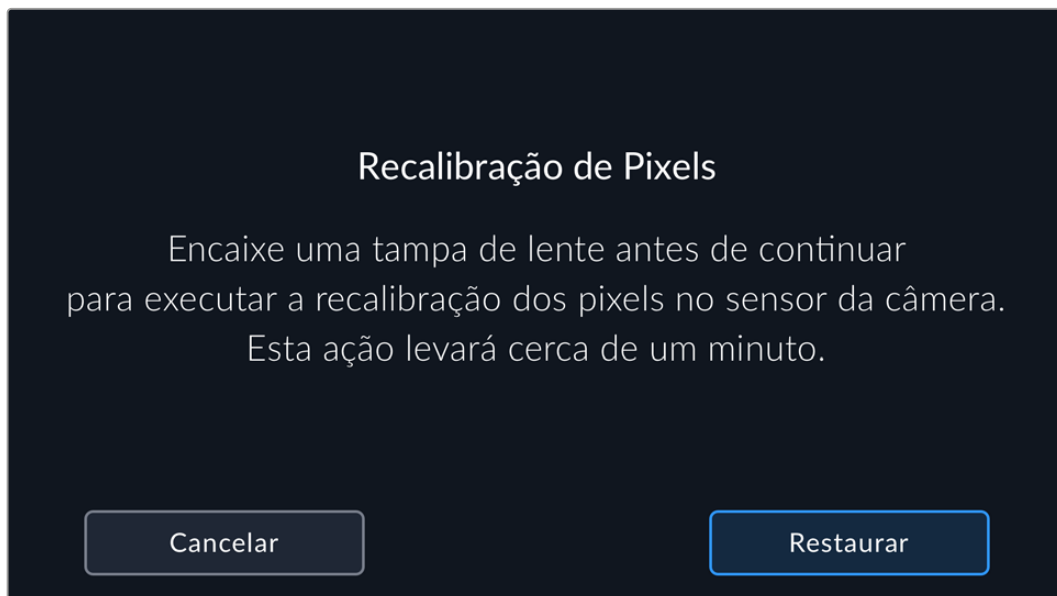 Recalibração de Pixels
Encaixe uma tampa de lente antes de continuar
para executar a recalibração dos pixels no sensor da câmera.
Esta ação levará cerca de um minuto.
Cancelar
Restaurar